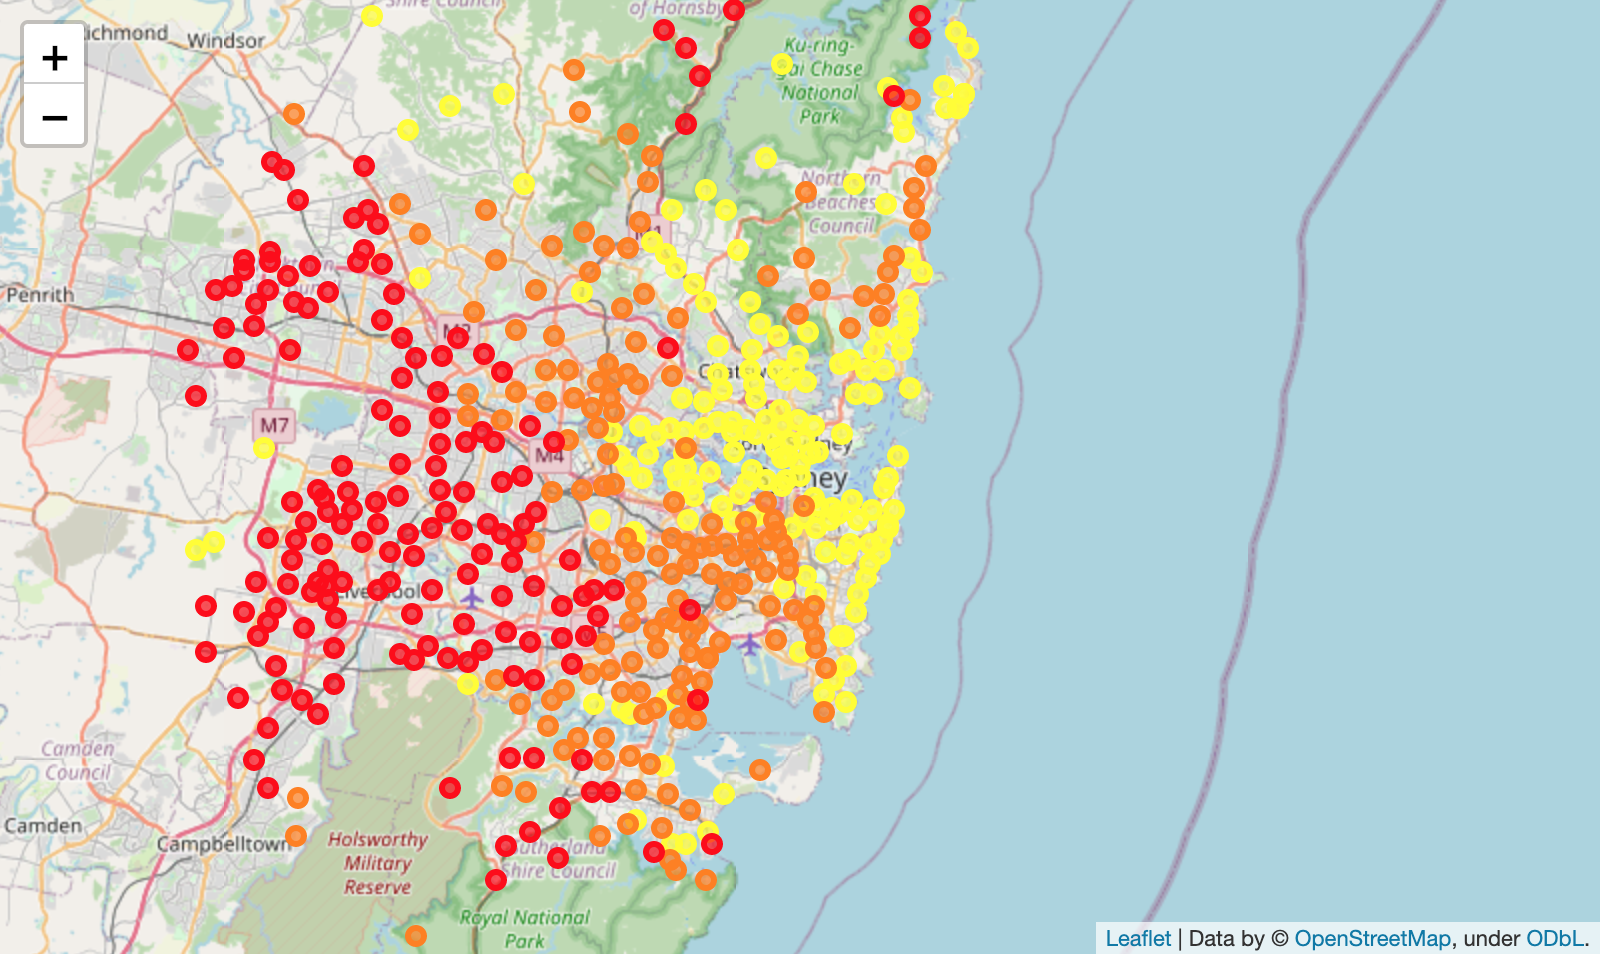 Shire Council
of Hornsby
Richmond
Windsor
+
−
Ku-ring-
gai Chase
National
Park
Northern
Beaches
Council
M1
Penrith
M2
M7
M4
Sydney
Liverpool
Camden
Council
Camden
Campbelltown
Holsworthy
Military
Reserve
Sutherland
Shire Council
Royal National
Park
Leaflet | Data by © OpenStreetMap, under ODbL.